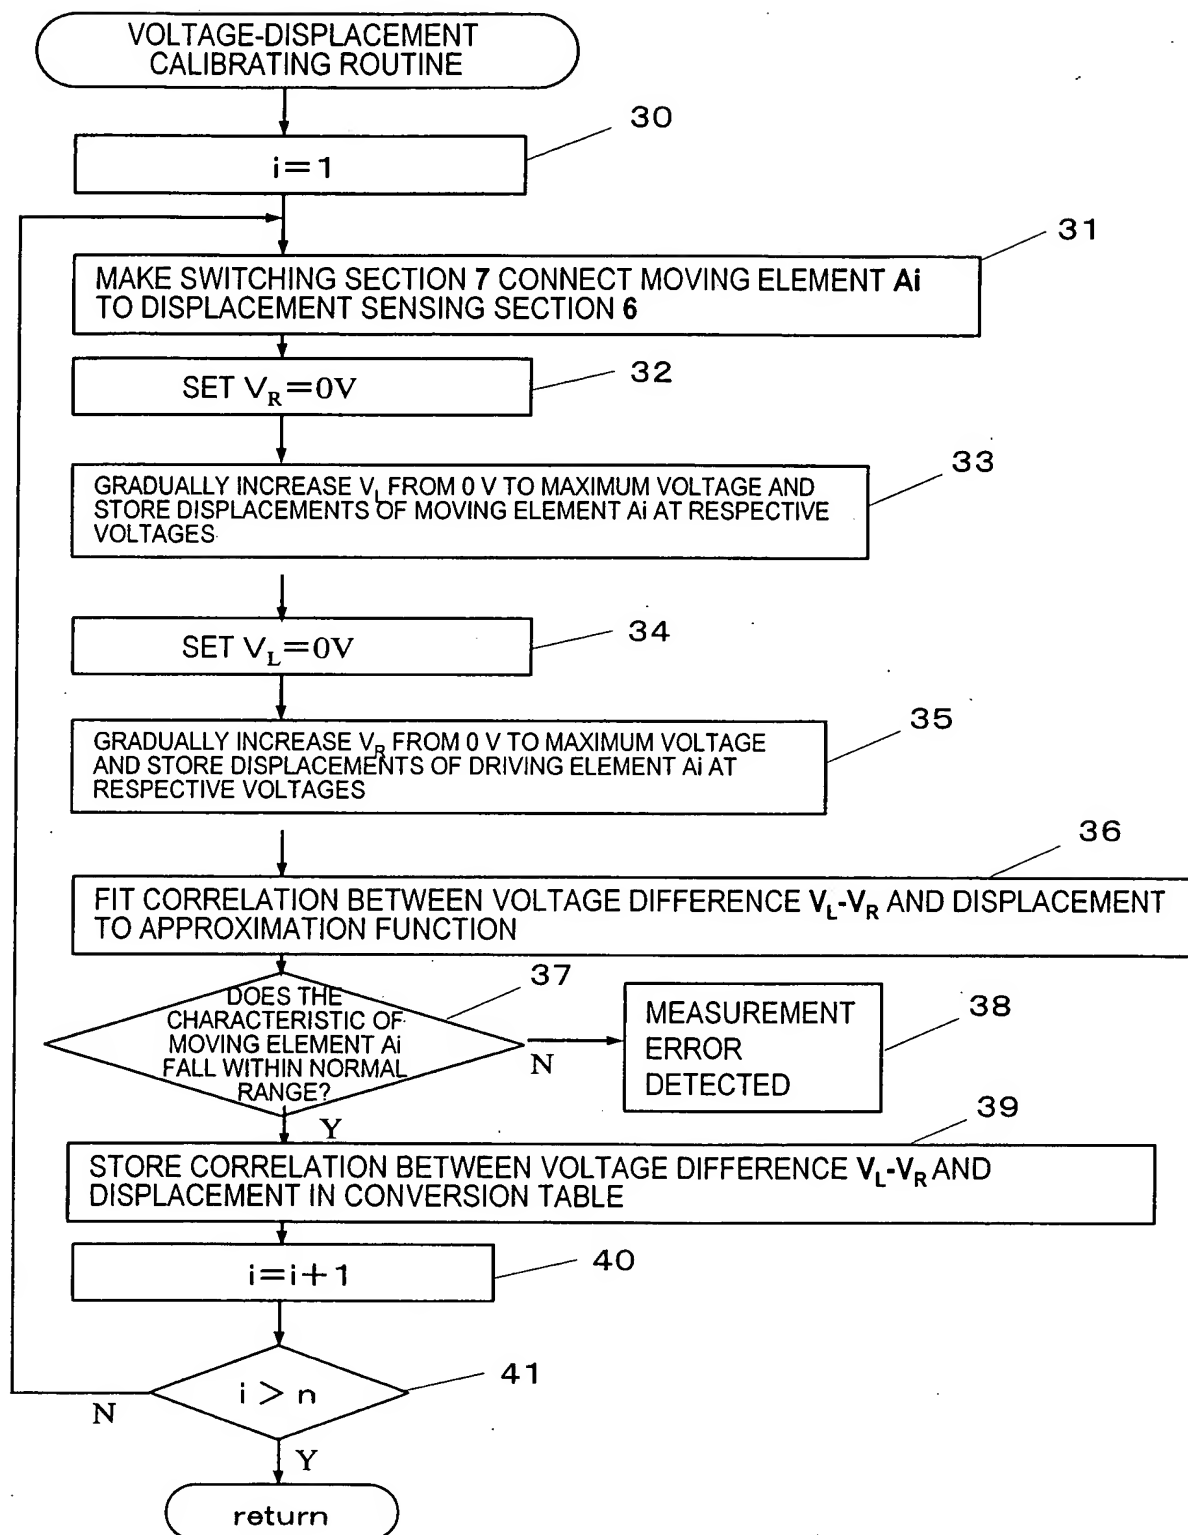 VOLTAGE-DISPLACEMENT
CALIBRATING ROUTINE
30
i=1
31
MAKE SWITCHING SECTION 7 CONNECT MOVING ELEMENT Ai
TO DISPLACEMENT SENSING SECTION 6
32
SET VR=0V
33
GRADUALLY INCREASE VL FROM 0 V TO MAXIMUM VOLTAGE AND
STORE DISPLACEMENTS OF MOVING ELEMENT Ai AT RESPECTIVE
VOLTAGES
34
SET VL=0V
35
GRADUALLY INCREASE VR FROM 0 V TO MAXIMUM VOLTAGE
AND STORE DISPLACEMENTS OF DRIVING ELEMENT Ai AT
RESPECTIVE VOLTAGES
36
FIT CORRELATION BETWEEN VOLTAGE DIFFERENCE VL-VR AND DISPLACEMENT
TO APPROXIMATION FUNCTION
37
DOES THE
CHARACTERISTIC OF
MOVING ELEMENT Ai
FALL WITHIN NORMAL
RANGE?
N
38
MEASUREMENT
ERROR
DETECTED
Y
39
STORE CORRELATION BETWEEN VOLTAGE DIFFERENCE VL-VR AND
DISPLACEMENT IN CONVERSION TABLE
40
i=i+1
41
i > n
N
Y
return